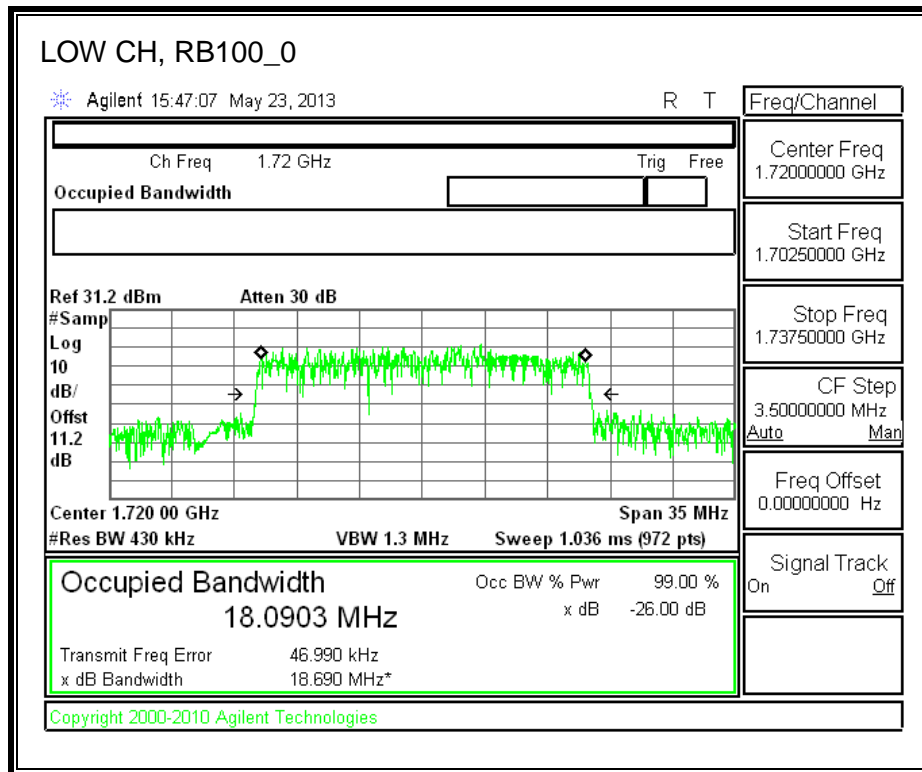 LOW CH, RB100_0
Agilent 15:47:07 May 23, 2013 R T
Ch Freq 1.72 GHz Trig Free
Occupied Bandwidth
Ref 31.2 dBm Atten 30 dB
#Samp
Log
10
dB/
Offst
11.2
dB
Center 1.720 00 GHz Span 35 MHz
#Res BW 430 kHz VBW 1.3 MHz Sweep 1.036 ms (972 pts)
Occupied Bandwidth Occ BW % Pwr 99.00 %
18.0903 MHz x dB -26.00 dB
Transmit Freq Error 46.990 kHz
x dB Bandwidth 18.690 MHz*
Copyright 2000-2010 Agilent Technologies
Freq/Channel
Center Freq
1.72000000 GHz
Start Freq
1.70250000 GHz
Stop Freq
1.73750000 GHz
CF Step
3.50000000 MHz
Auto Man
Freq Offset
0.00000000 Hz
Signal Track
On Off